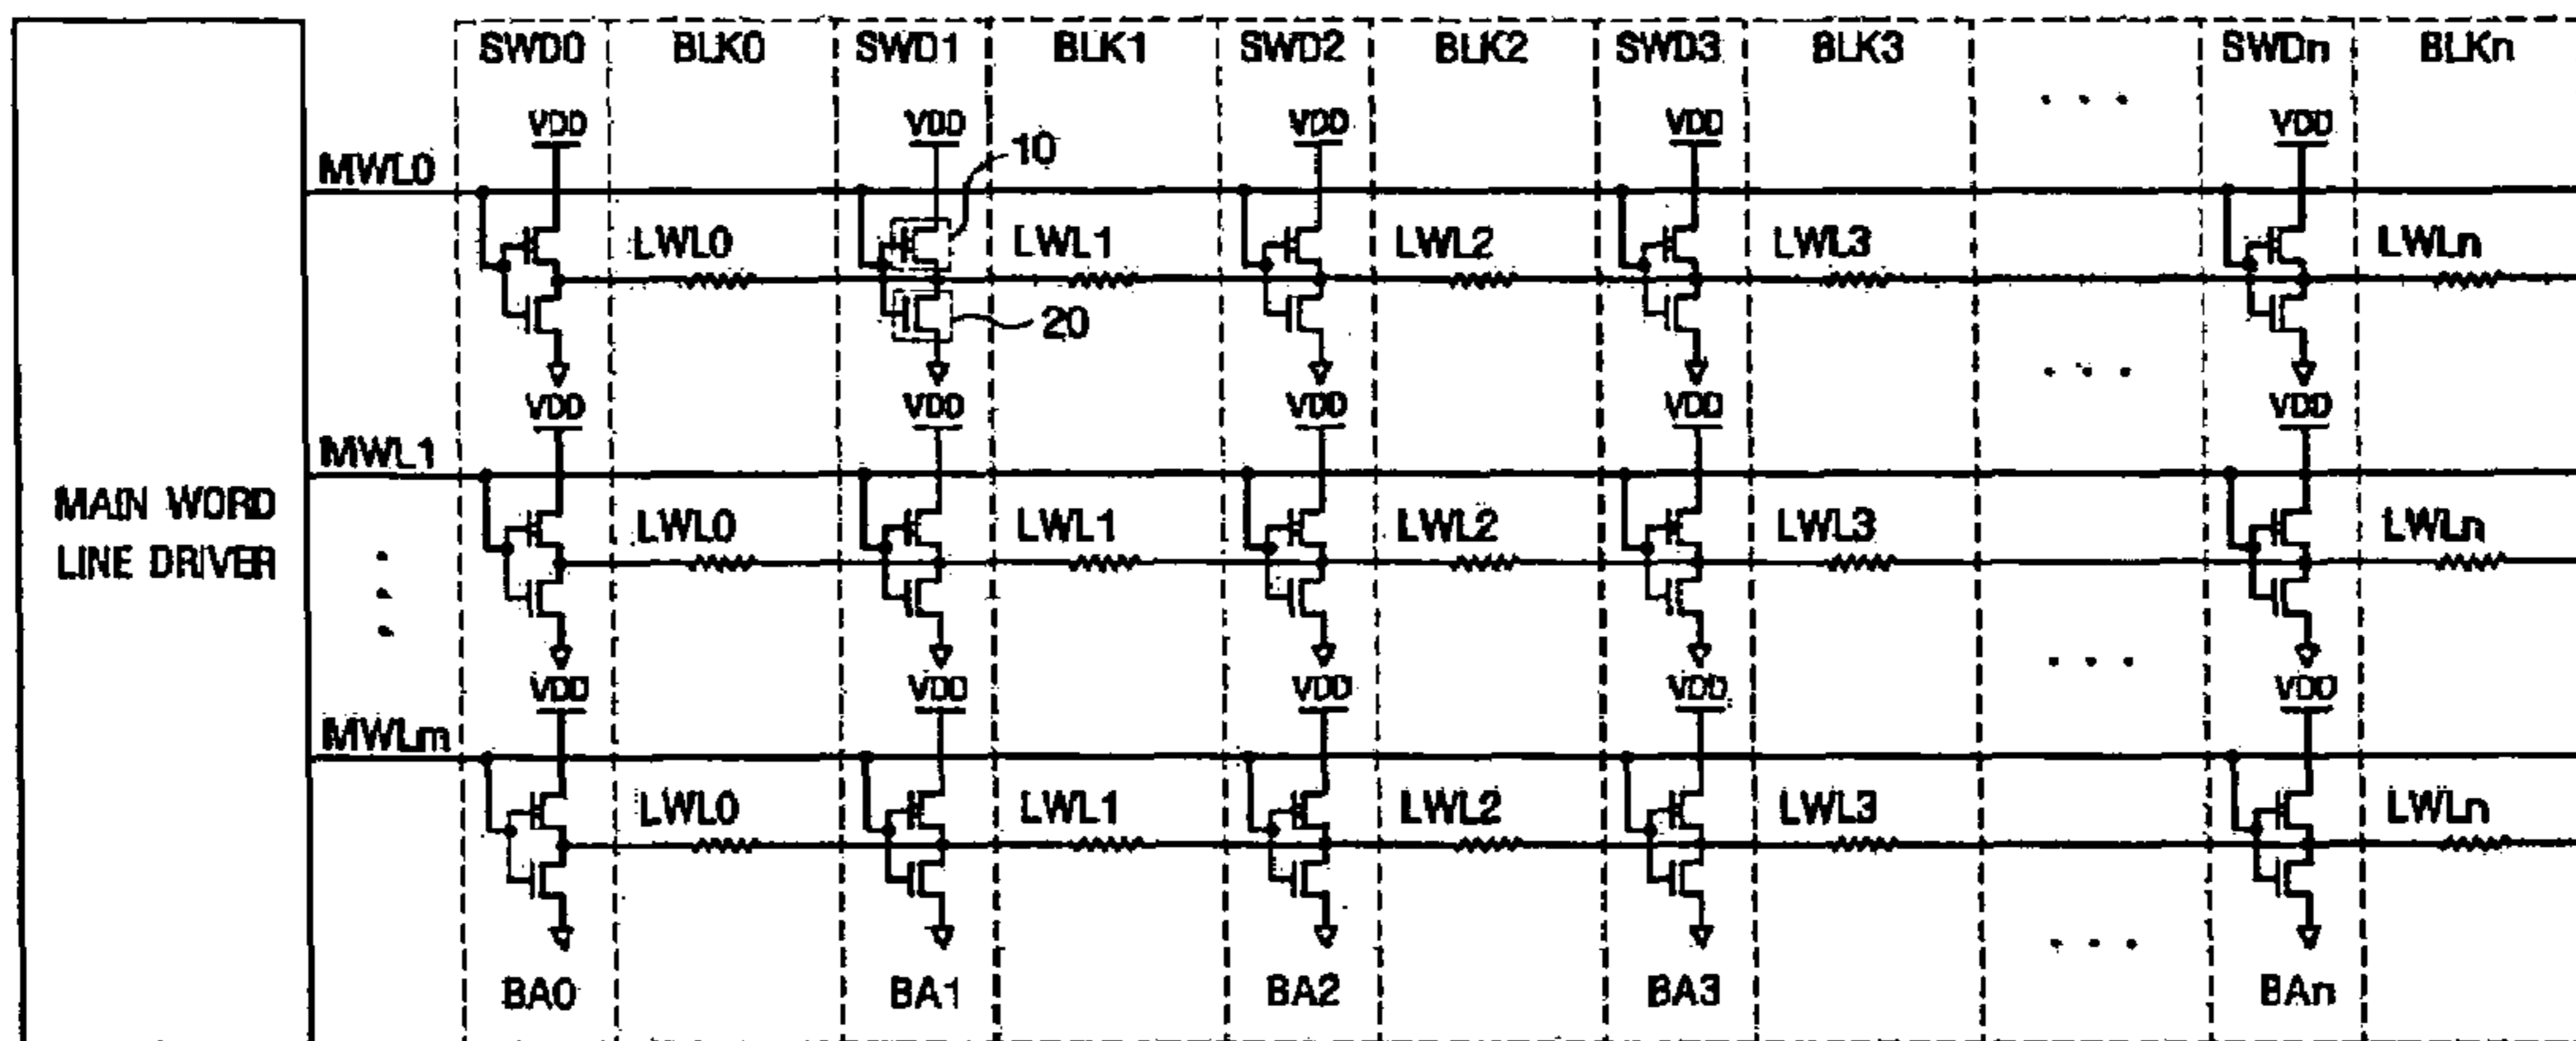 SWD0 BLK0 SWD1 BLK1 SWD2 BLK2 SWD3 BLK3 SWDn BLKn
. . .
VDD VDD VDD VDD VDD
10
MWL0
LWL0 LWL1 LWL2 LWL3 LWLn
20
. . .
VDD VDD VDD VDD VDD
MWL1
MAIN WORD
LINE DRIVER
LWL0 LWL1 LWL2 LWL3 LWLn
. . .
VDD VDD VDD VDD VDD
MWLm
LWL0 LWL1 LWL2 LWL3 LWLn
. . .
BA0 BA1 BA2 BA3 BAn